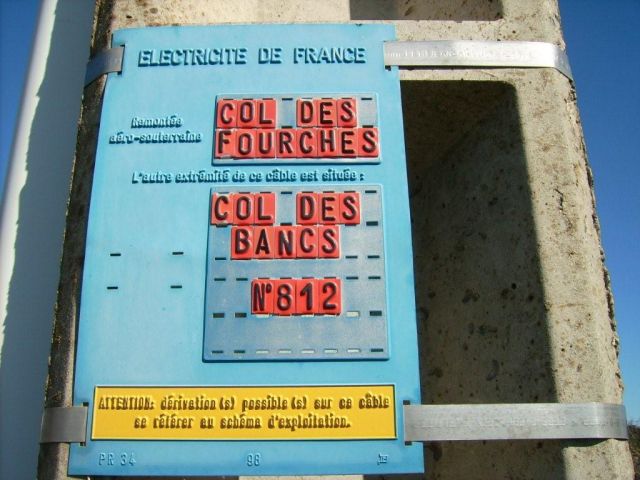 ELECTRICITE DE FRANCE
Remontée
aéro-souterraine
COL DES
FOURCHES
L'autre extrémité de ce câble est située :
COL DES
BANCS
N°812
ATTENTION: dérivation(s) possible(s) sur ce câble
se référer au schéma d'exploitation.
PR 34 98